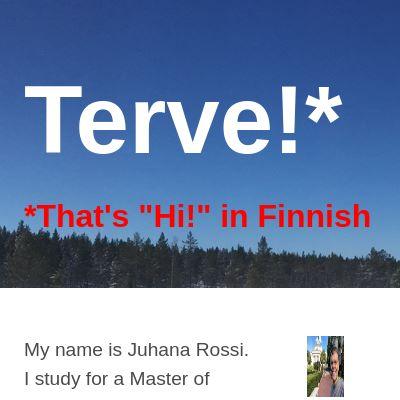 Terve!*
*That's "Hi!" in Finnish
My name is Juhana Rossi.
I study for a Master of